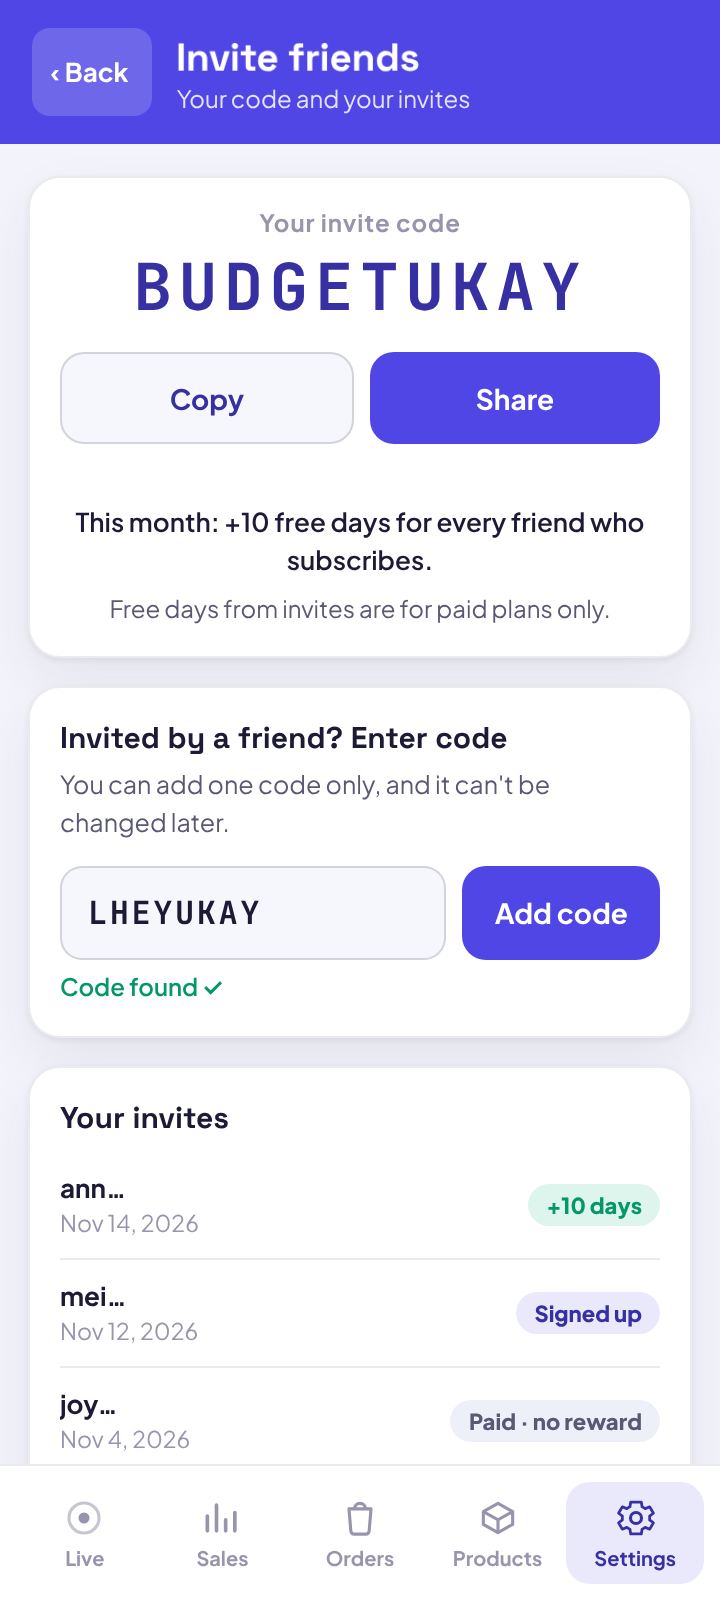 ‹ Back
Invite friends
Your code and your invites
Your invite code
BUDGETUKAY
Copy
Share
This month: +10 free days for every friend who
subscribes.
Free days from invites are for paid plans only.
Invited by a friend? Enter code
You can add one code only, and it can't be
changed later.
LHEYUKAY
Add code
Code found ✓
Your invites
ann…
+10 days
Nov 14, 2026
mei…
Signed up
Nov 12, 2026
joy…
Paid · no reward
Nov 4, 2026
Live
Sales
Orders
Products
Settings